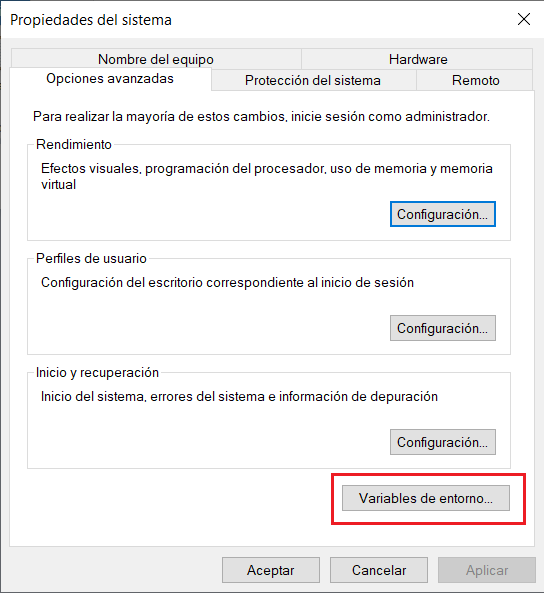 Propiedades del sistema
Nombre del equipo
Hardware
Opciones avanzadas
Protección del sistema
Remoto
Para realizar la mayoría de estos cambios, inicie sesión como administrador.
Rendimiento
Efectos visuales, programación del procesador, uso de memoria y memoria
virtual
Configuración...
Perfiles de usuario
Configuración del escritorio correspondiente al inicio de sesión
Configuración...
Inicio y recuperación
Inicio del sistema, errores del sistema e información de depuración
Configuración...
Variables de entorno...
Aceptar
Cancelar
Aplicar